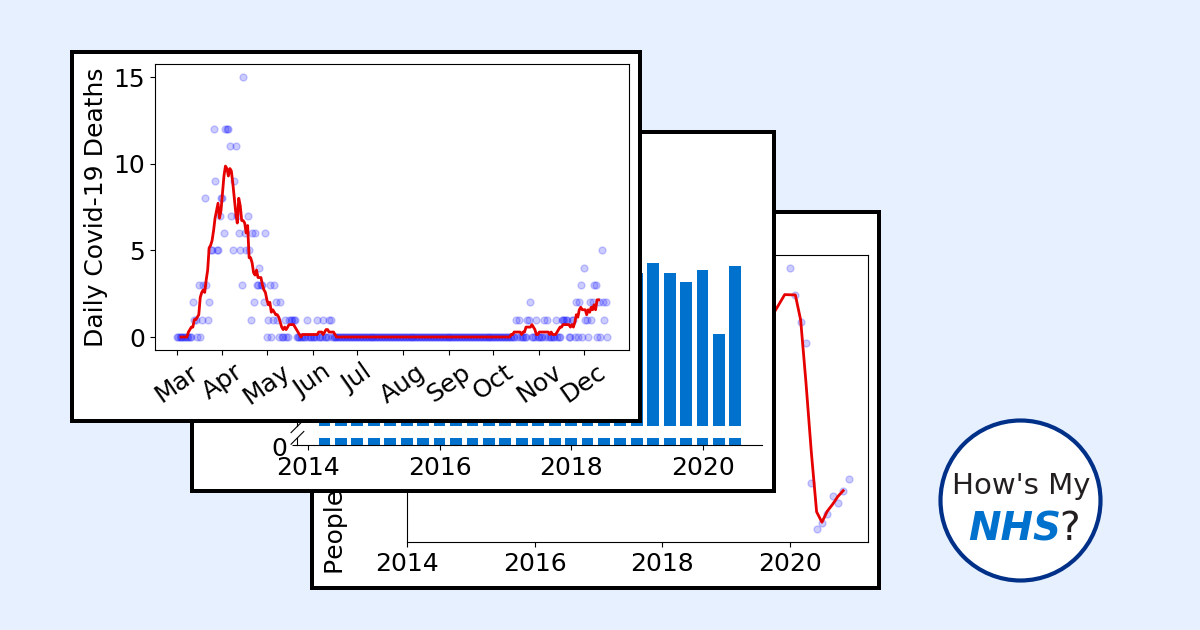 Daily Covid-19 Deaths
15
10
5
0
Mar Apr May Jun Jul Aug Sep Oct Nov Dec
0
2014 2016 2018 2020
People
2014 2016 2018 2020
How's My
NHS?